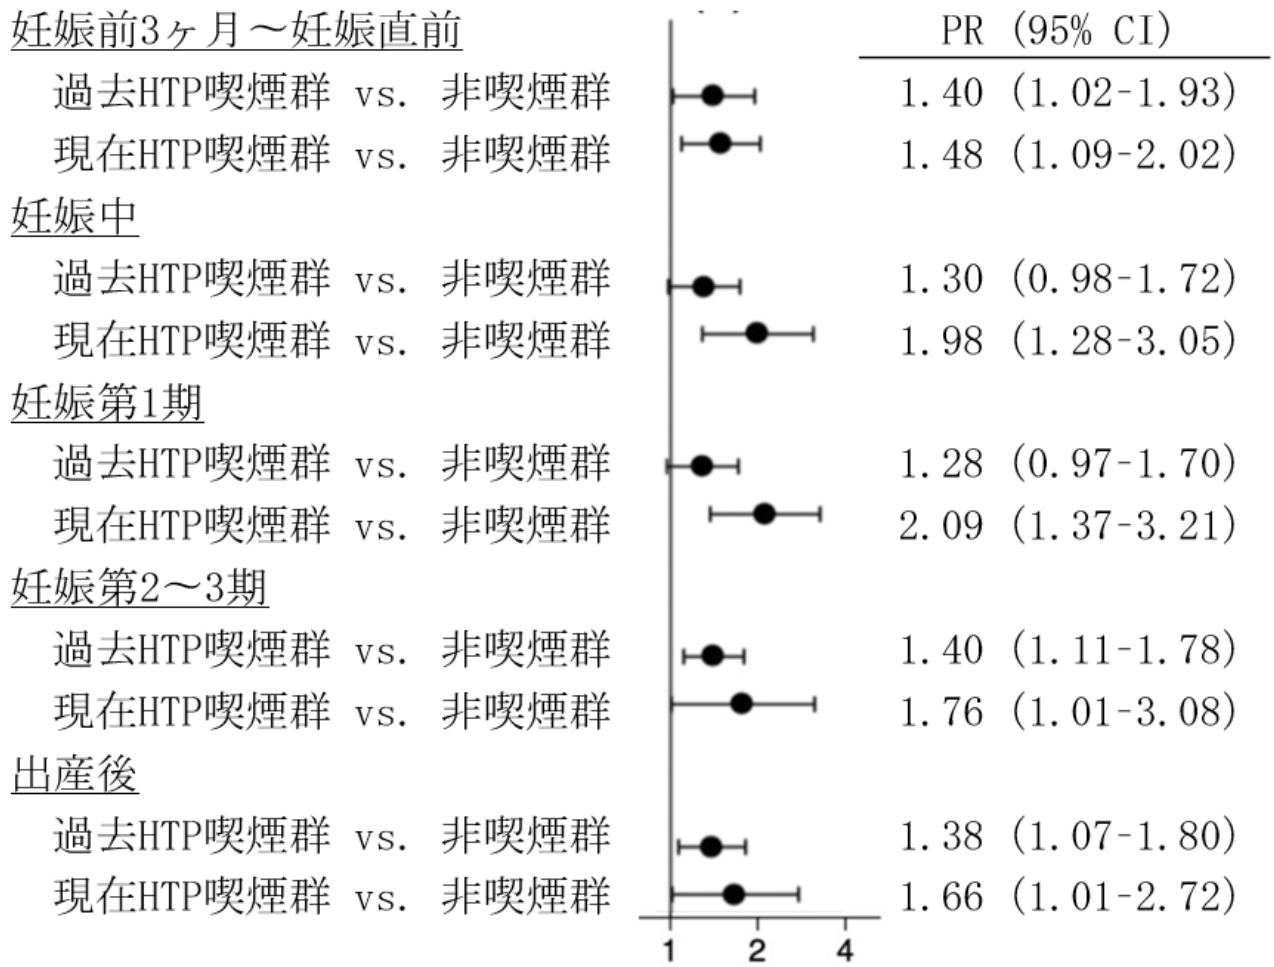 妊娠前3ヶ月～妊娠直前 PR (95% CI)
過去HTP喫煙群 vs. 非喫煙群 1.40 (1.02-1.93)
現在HTP喫煙群 vs. 非喫煙群 1.48 (1.09-2.02)
妊娠中
過去HTP喫煙群 vs. 非喫煙群 1.30 (0.98-1.72)
現在HTP喫煙群 vs. 非喫煙群 1.98 (1.28-3.05)
妊娠第1期
過去HTP喫煙群 vs. 非喫煙群 1.28 (0.97-1.70)
現在HTP喫煙群 vs. 非喫煙群 2.09 (1.37-3.21)
妊娠第2～3期
過去HTP喫煙群 vs. 非喫煙群 1.40 (1.11-1.78)
現在HTP喫煙群 vs. 非喫煙群 1.76 (1.01-3.08)
出産後
過去HTP喫煙群 vs. 非喫煙群 1.38 (1.07-1.80)
現在HTP喫煙群 vs. 非喫煙群 1.66 (1.01-2.72)
1 2 4